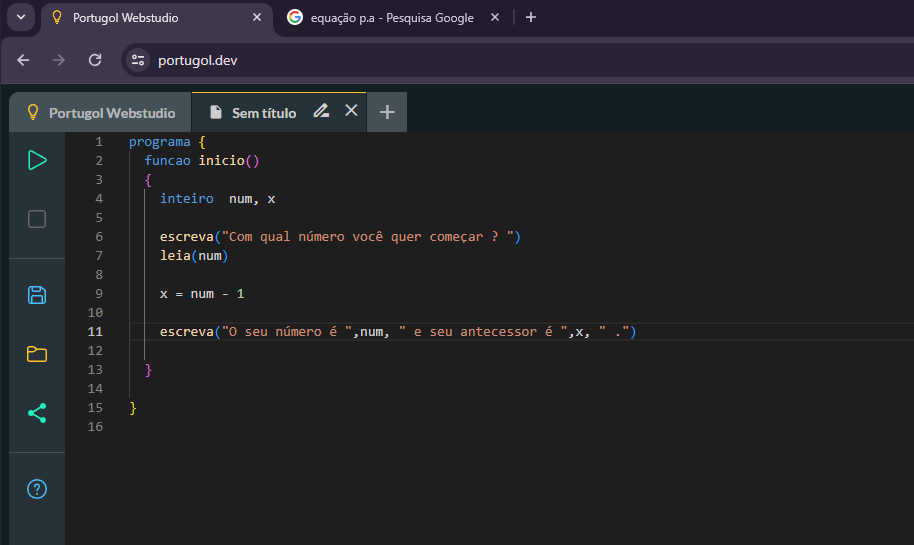 Portugol Webstudio
equação p.a - Pesquisa Google
portugol.dev
Portugol Webstudio
Sem título
1 programa {
2 funcao inicio()
3 {
4 inteiro  num, x
5
6 escreva("Com qual número você quer começar ? ")
7 leia(num)
8
9 x = num - 1
10
11 escreva("O seu número é ",num, " e seu antecessor é ",x, " .")
12
13 }
14
15 }
16